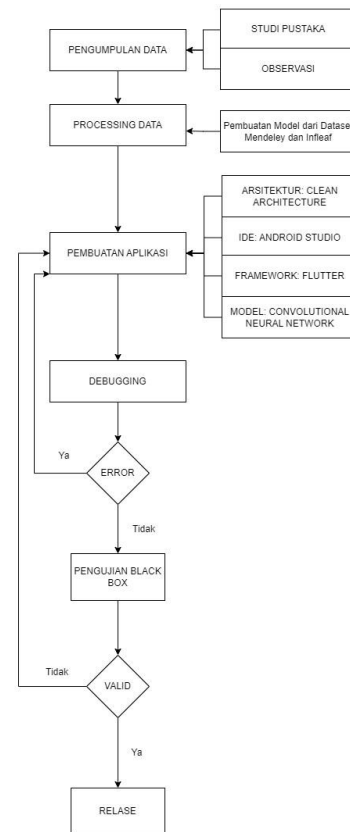 STUDI PUSTAKA
PENGUMPULAN DATA
OBSERVASI
PROCESSING DATA
Pembuatan Model dari Datase
Mendeley dan Infleaf
ARSITEKTUR: CLEAN
ARCHITECTURE
IDE: ANDROID STUDIO
PEMBUATAN APLIKASI
FRAMEWORK: FLUTTER
MODEL: CONVOLUTIONAL
NEURAL NETWORK
DEBUGGING
Ya
ERROR
Tidak
PENGUJIAN BLACK
BOX
Tidak
VALID
Ya
RELASE